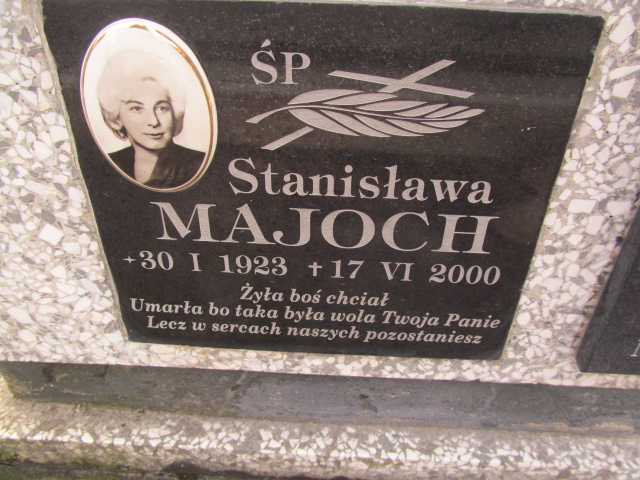 ŚP
Stanisława
MAJOCH
*30 I 1923 †17 VI 2000
Żyła boś chciał
Umarła bo taka była wola Twoja Panie
Lecz w sercach naszych pozostaniesz